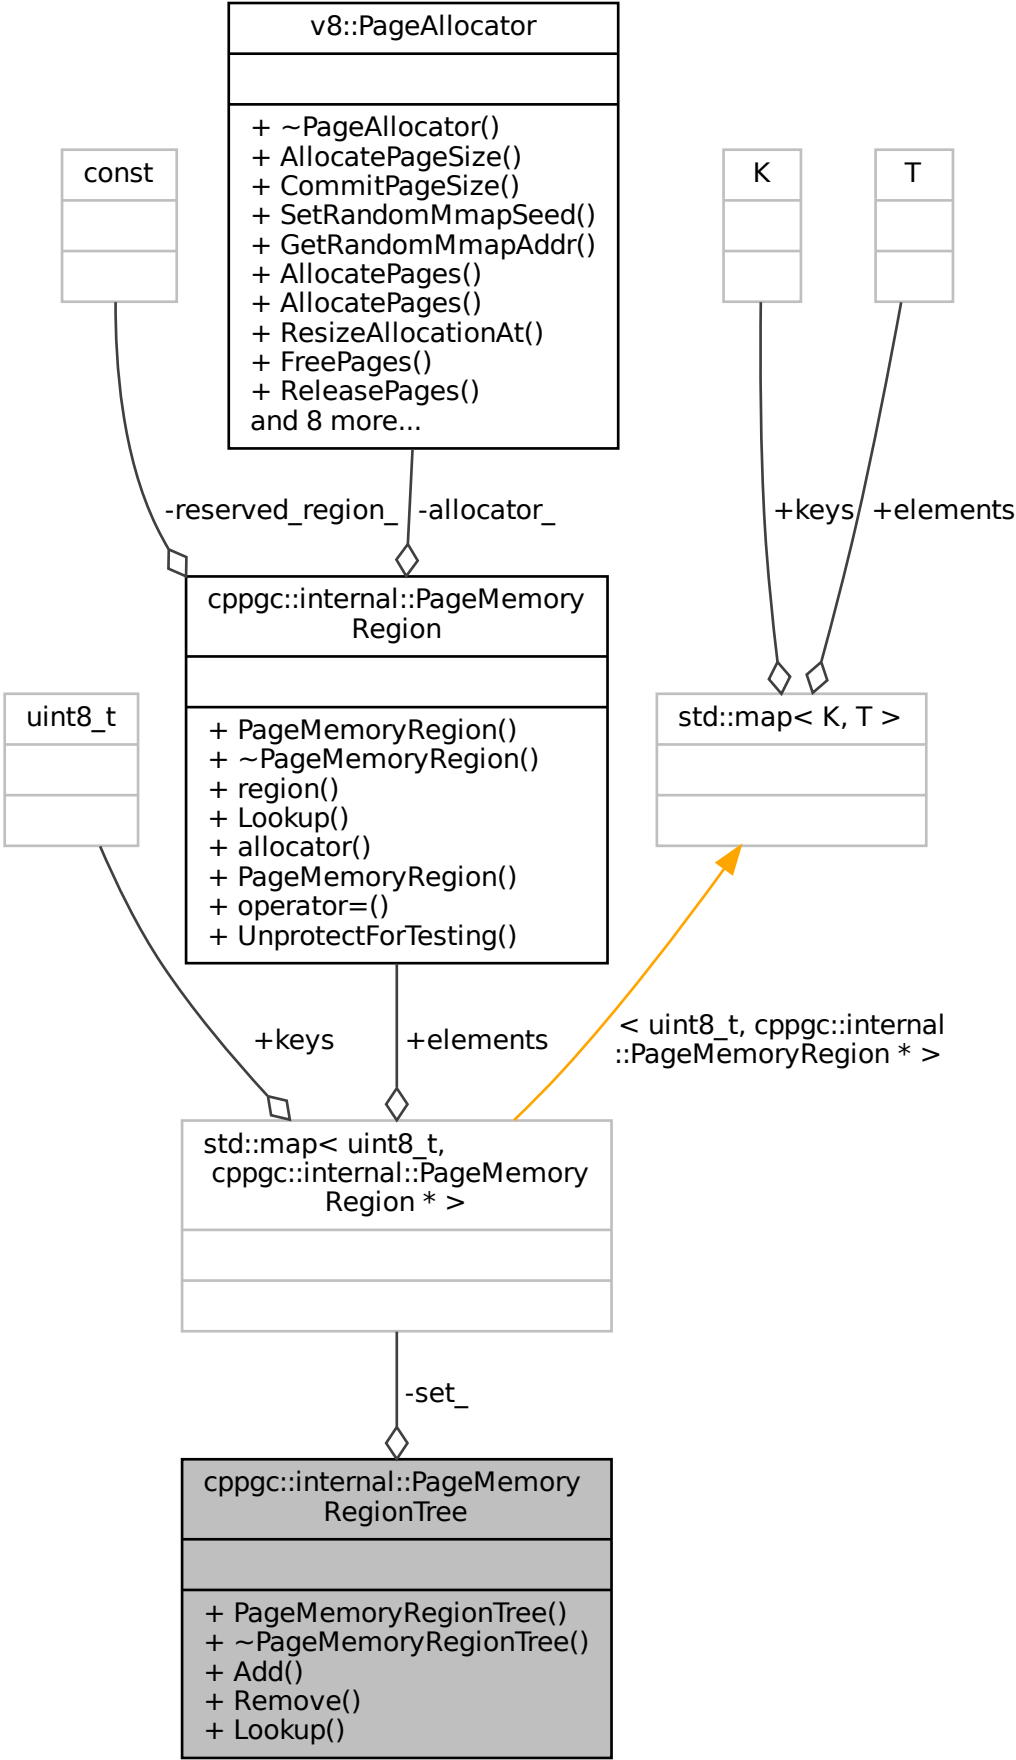 v8::PageAllocator
+ ~PageAllocator()
+ AllocatePageSize()
+ CommitPageSize()
+ SetRandomMmapSeed()
+ GetRandomMmapAddr()
+ AllocatePages()
+ AllocatePages()
+ ResizeAllocationAt()
+ FreePages()
+ ReleasePages()
and 8 more...
const
K
T
-reserved_region_
-allocator_
+keys
+elements
cppgc::internal::PageMemory
Region
+ PageMemoryRegion()
+ ~PageMemoryRegion()
+ region()
+ Lookup()
+ allocator()
+ PageMemoryRegion()
+ operator=()
+ UnprotectForTesting()
uint8_t
std::map< K, T >
+keys
+elements
< uint8_t, cppgc::internal
::PageMemoryRegion * >
std::map< uint8_t,
cppgc::internal::PageMemory
Region * >
-set_
cppgc::internal::PageMemory
RegionTree
+ PageMemoryRegionTree()
+ ~PageMemoryRegionTree()
+ Add()
+ Remove()
+ Lookup()